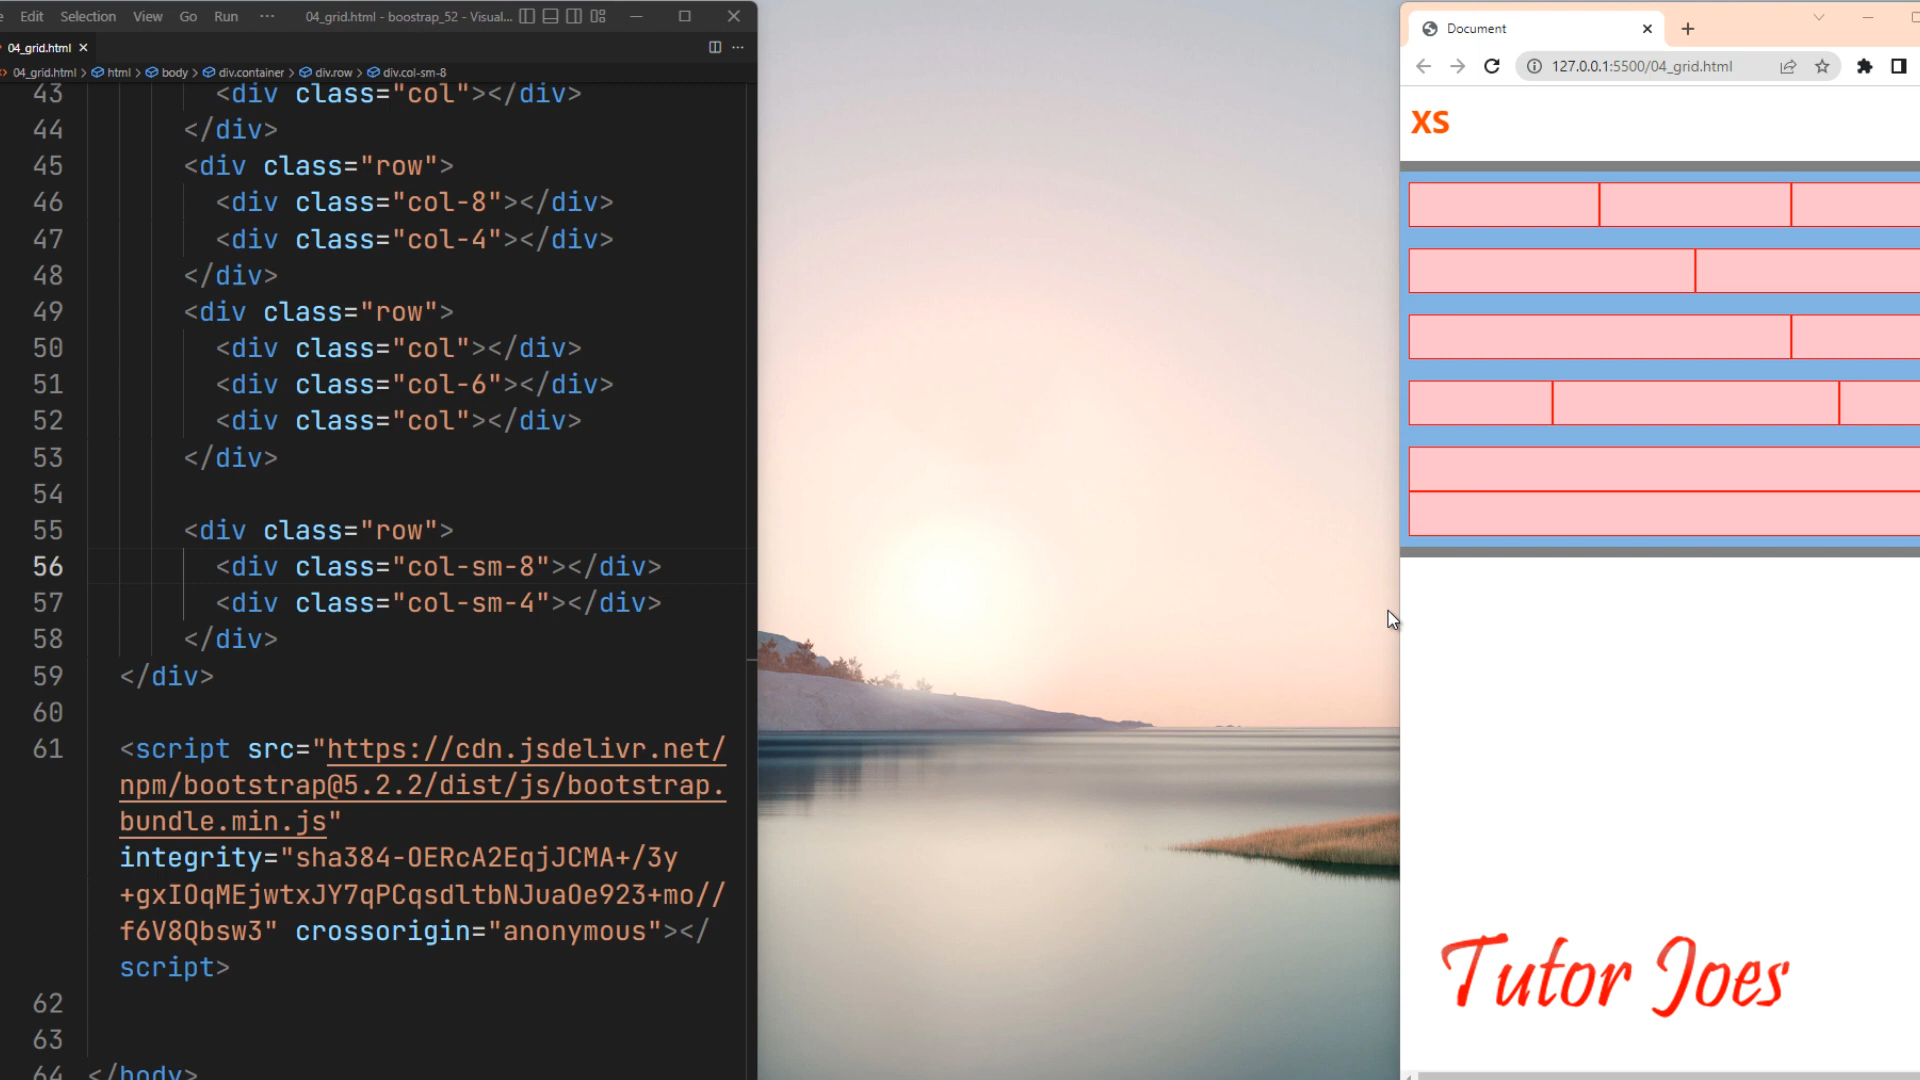 Edit Selection View Go Run ··· 04_grid.html - boostrap_52 - Visual...
04_grid.html
04_grid.html > html > body > div.container > div.row > div.col-sm-8
43 <div class="col"></div>
44 </div>
45 <div class="row">
46 <div class="col-8"></div>
47 <div class="col-4"></div>
48 </div>
49 <div class="row">
50 <div class="col"></div>
51 <div class="col-6"></div>
52 <div class="col"></div>
53 </div>
54
55 <div class="row">
56 <div class="col-sm-8"></div>
57 <div class="col-sm-4"></div>
58 </div>
59 </div>
60
61 <script src="https://cdn.jsdelivr.net/
npm/bootstrap@5.2.2/dist/js/bootstrap.
bundle.min.js"
integrity="sha384-OERcA2EqjJCMA+/3y
+gxIOqMEjwtxJY7qPCqsdltbNJuaOe923+mo//
f6V8Qbsw3" crossorigin="anonymous"></
script>
62
63
64 </body>
Document
127.0.0.1:5500/04_grid.html
XS
Tutor Joes